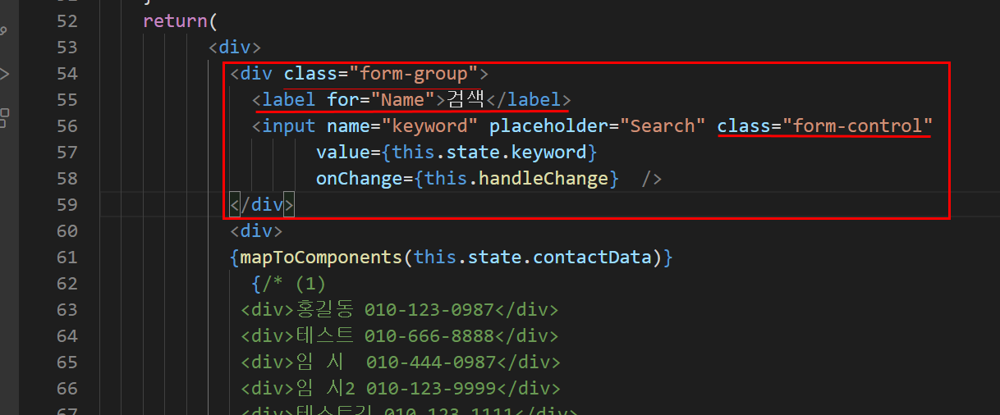 52 return(
53 <div>
54 <div class="form-group">
55 <label for="Name">검색</label>
56 <input name="keyword" placeholder="Search" class="form-control"
57 value={this.state.keyword}
58 onChange={this.handleChange}  />
59 </div>
60 <div>
61 {mapToComponents(this.state.contactData)}
62 {/* (1)
63 <div>홍길동 010-123-0987</div>
64 <div>테스트 010-666-8888</div>
65 <div>임 시  010-444-0987</div>
66 <div>임 시2 010-123-9999</div>
67 <div>테스트김 010-123-1111</div>